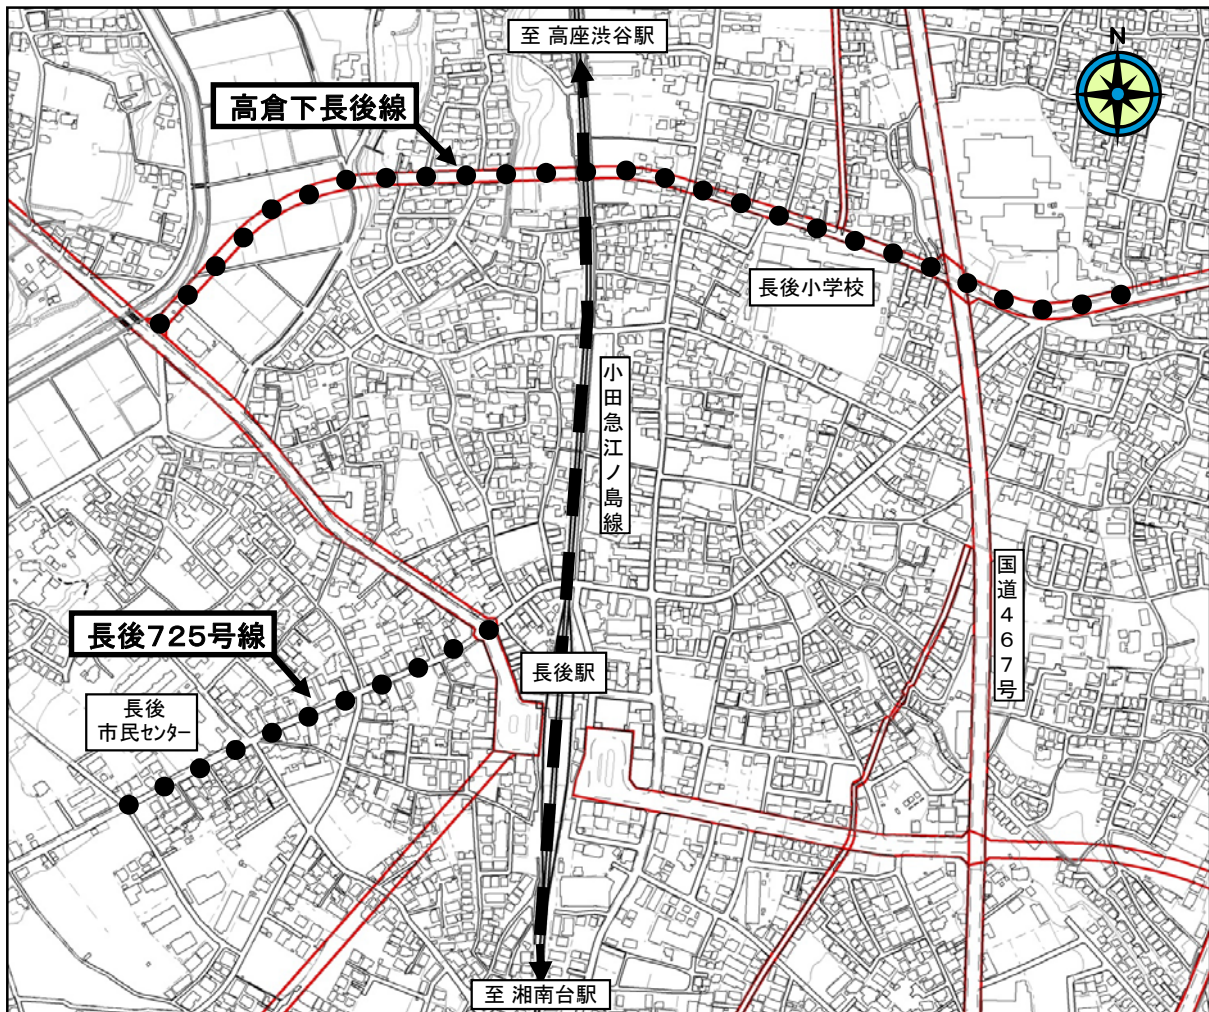 至 高座渋谷駅
N
高倉下長後線
長後小学校
小田急江ノ島線
国道467号
長後725号線
長後駅
長後
市民センター
至 湘南台駅